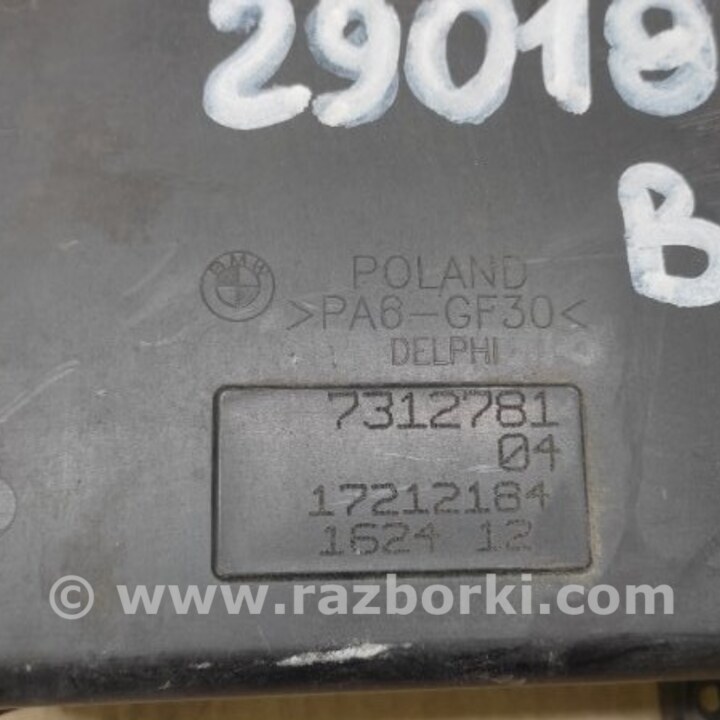 29018
B
BMW
POLAND
>PA6-GF30<
DELPHI
7312781
04
17212184
1624 12
© www.razborki.com